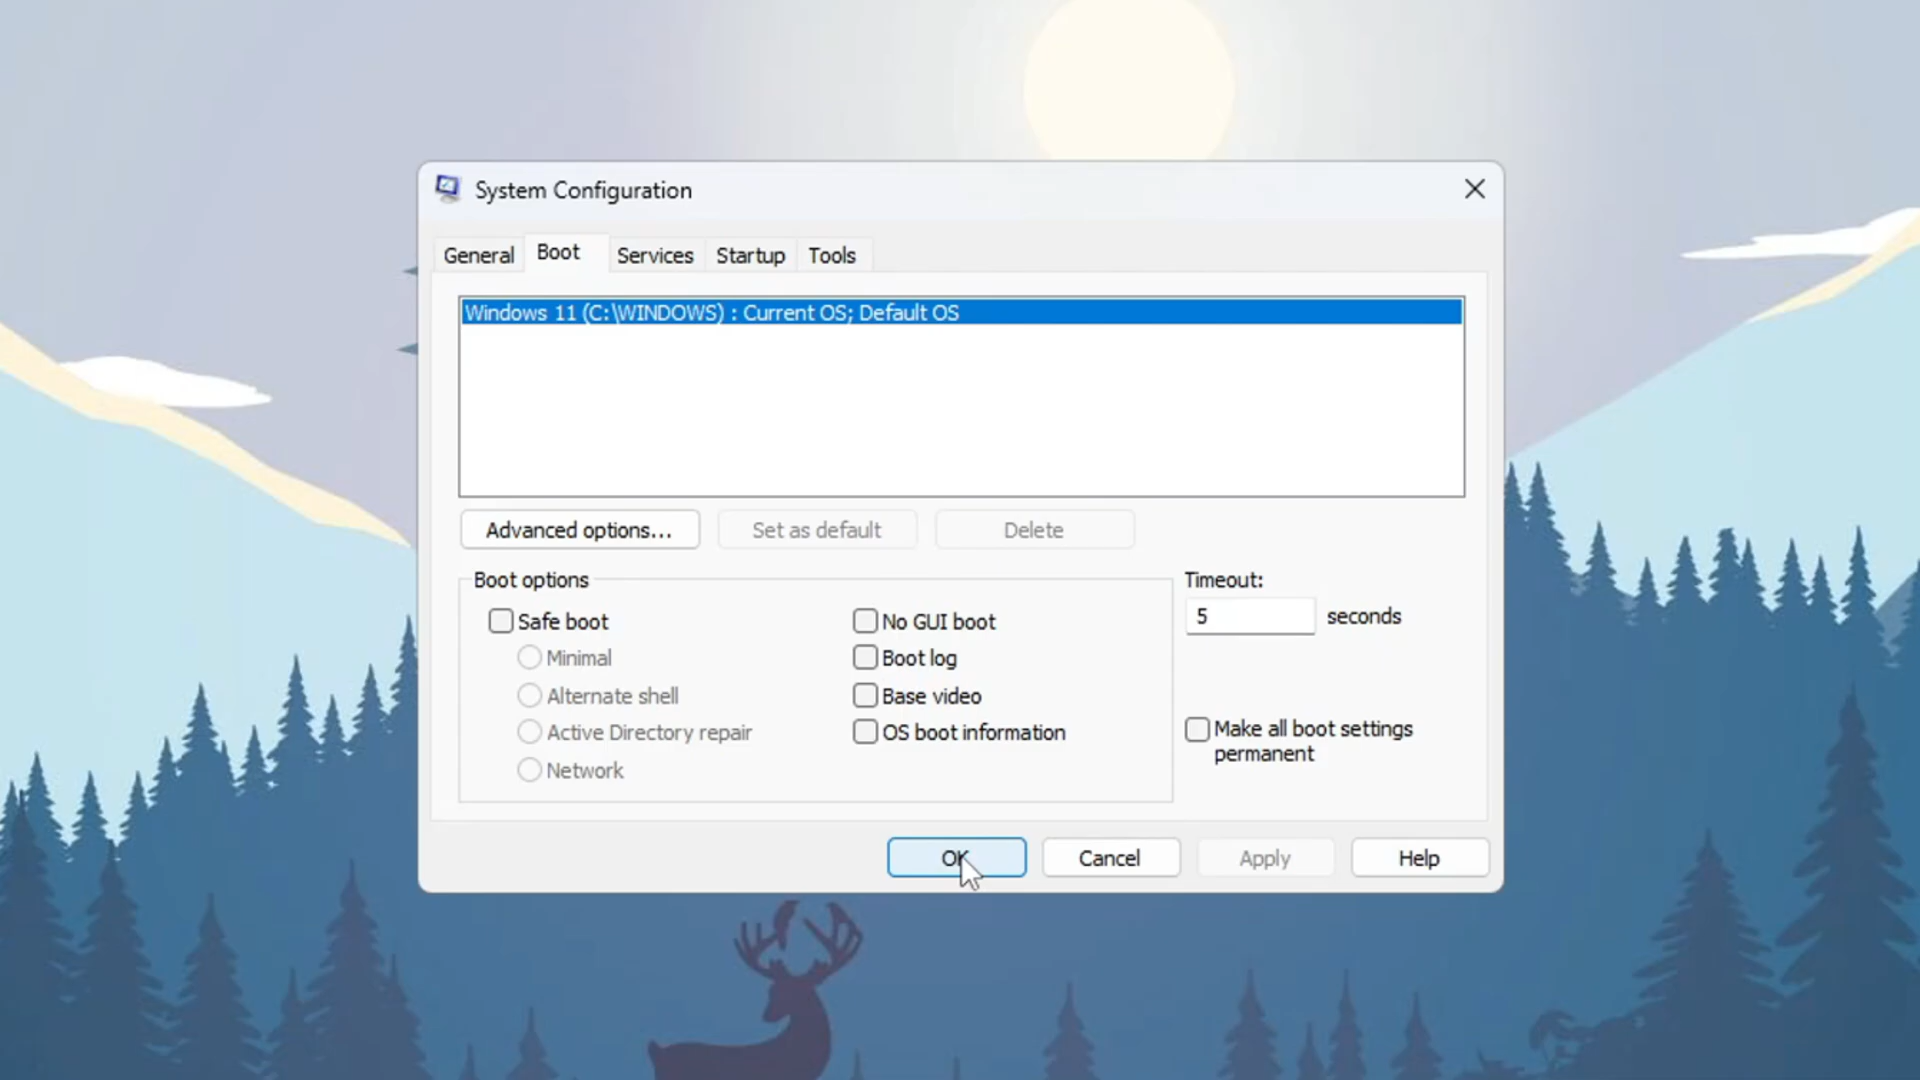 System Configuration
General Boot Services Startup Tools
Windows 11 (C:\WINDOWS) : Current OS; Default OS
Advanced options... Set as default Delete
Boot options
Timeout:
Safe boot No GUI boot
5 seconds
Minimal Boot log
Alternate shell Base video
Active Directory repair OS boot information
Make all boot settings
permanent
Network
OK Cancel Apply Help